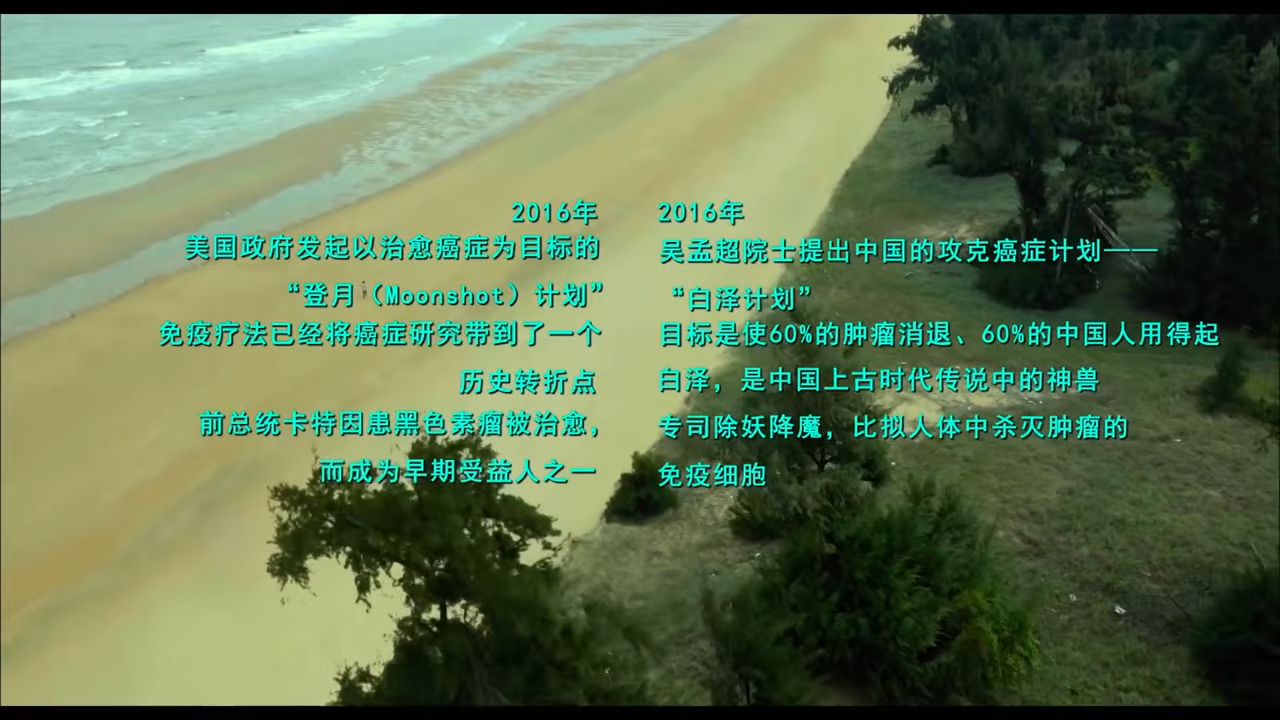 2016年
美国政府发起以治愈癌症为目标的
“登月（Moonshot）计划”
免疫疗法已经将癌症研究带到了一个
历史转折点
前总统卡特因患黑色素瘤被治愈，
而成为早期受益人之一
2016年
吴孟超院士提出中国的攻克癌症计划——
“白泽计划”
目标是使60%的肿瘤消退、60%的中国人用得起
白泽，是中国上古时代传说中的神兽
专司除妖降魔，比拟人体中杀灭肿瘤的
免疫细胞